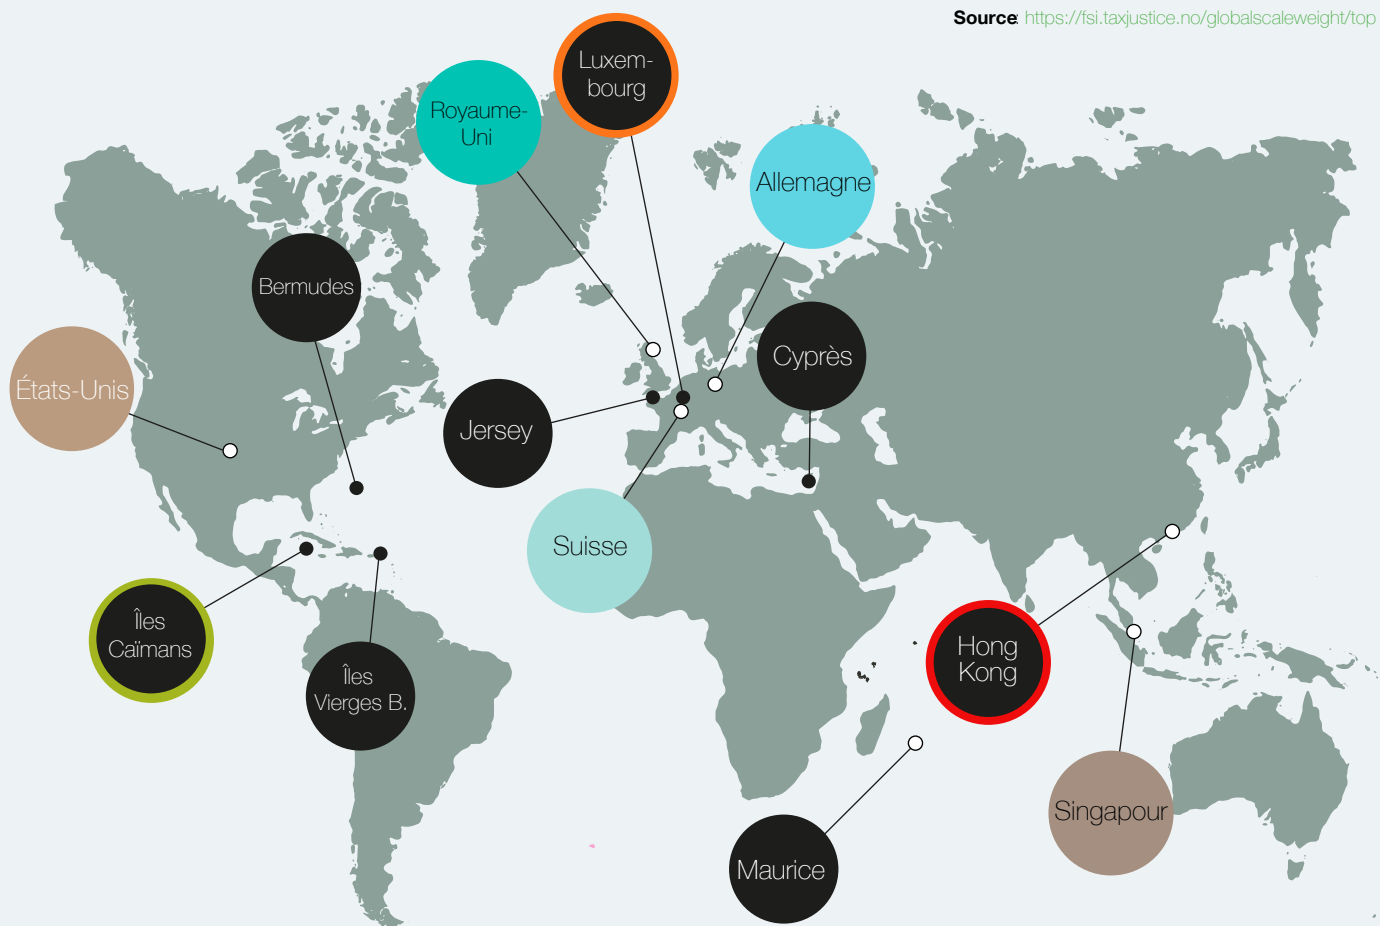 Source: https://fsi.taxjustice.no/globalscaleweight/top
Luxem-
bourg
Royaume-
Uni
Allemagne
Bermudes
Cyprès
États-Unis
Jersey
Suisse
Îles
Caïmans
Îles
Vierges B.
Hong
Kong
Singapour
Maurice